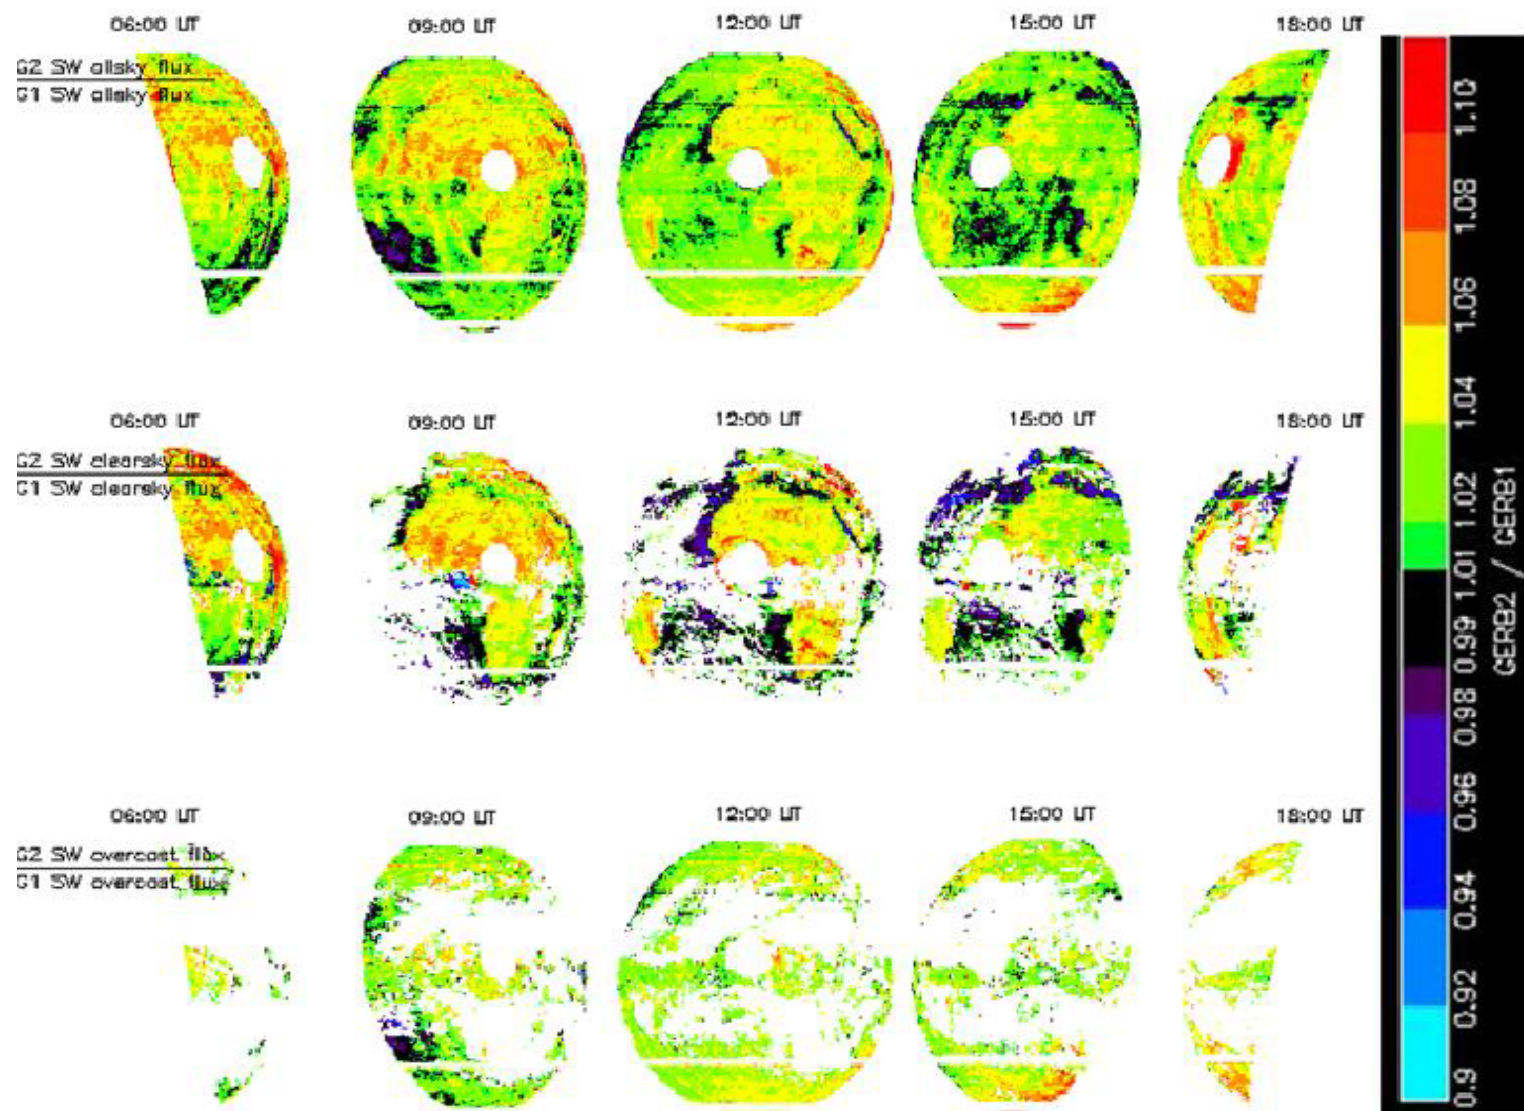 06:00 UT 09:00 UT 12:00 UT 15:00 UT 18:00 UT
G2 SW allsky flux
G1 SW allsky flux
06:00 UT 09:00 UT 12:00 UT 15:00 UT 18:00 UT
G2 SW clearsky flux
G1 SW clearsky flux
06:00 UT 09:00 UT 12:00 UT 15:00 UT 18:00 UT
G2 SW overcast flux
G1 SW overcast flux
0.9 0.92 0.94 0.96 0.98 0.99 1.01 1.02 1.04 1.06 1.08 1.10
GERB2 / GERB1